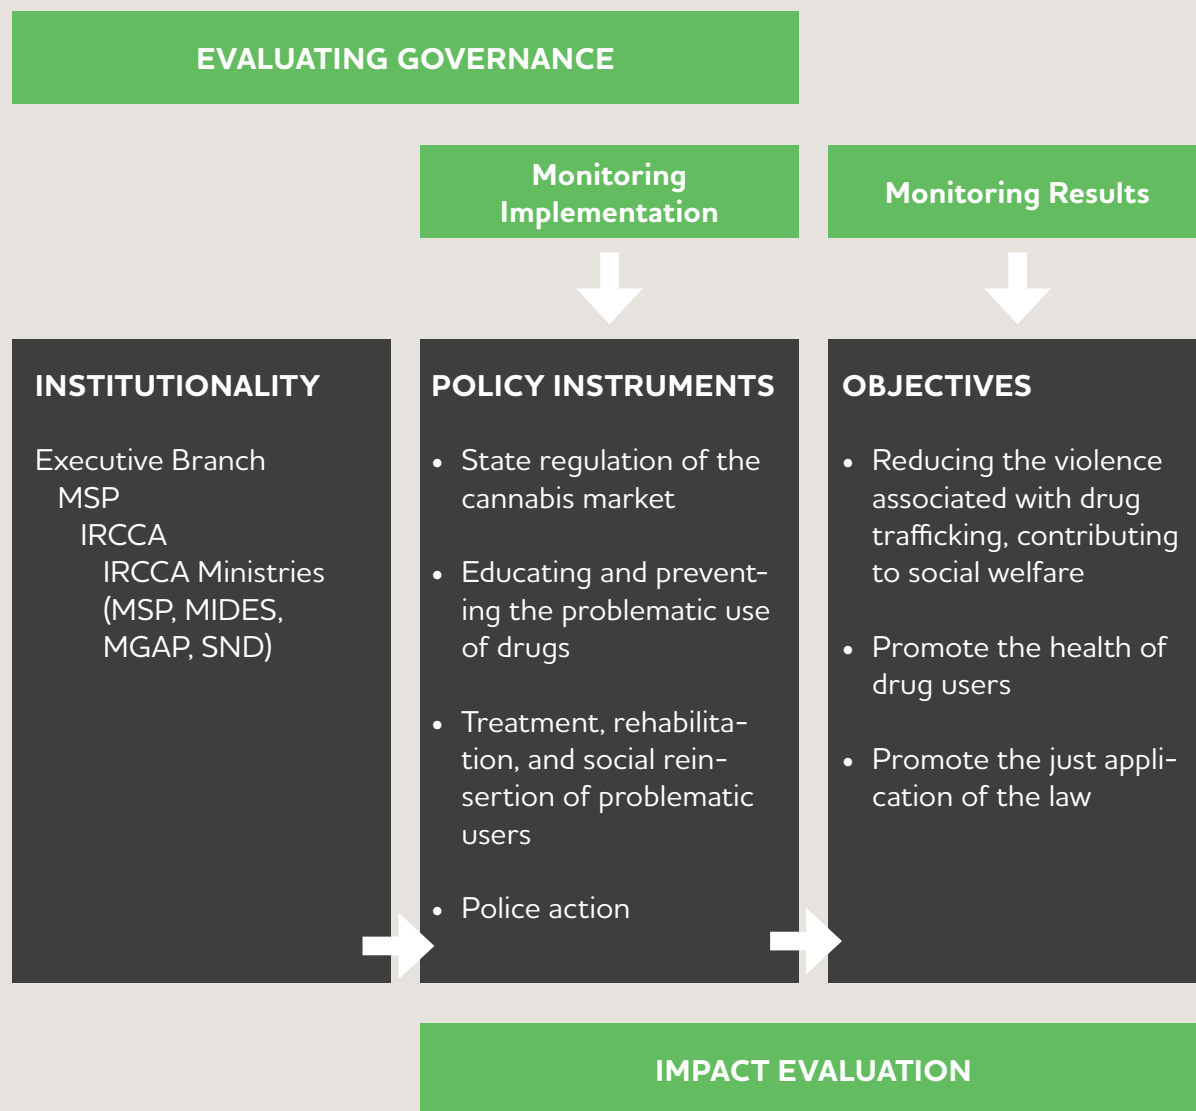 EVALUATING GOVERNANCE
Monitoring
Implementation
Monitoring Results
INSTITUTIONALITY
Executive Branch
MSP
IRCCA
IRCCA Ministries
(MSP, MIDES,
MGAP, SND)
POLICY INSTRUMENTS
• State regulation of the
cannabis market
• Educating and prevent-
ing the problematic use
of drugs
• Treatment, rehabilita-
tion, and social rein-
sertion of problematic
users
• Police action
OBJECTIVES
• Reducing the violence
associated with drug
trafficking, contributing
to social welfare
• Promote the health of
drug users
• Promote the just appli-
cation of the law
IMPACT EVALUATION